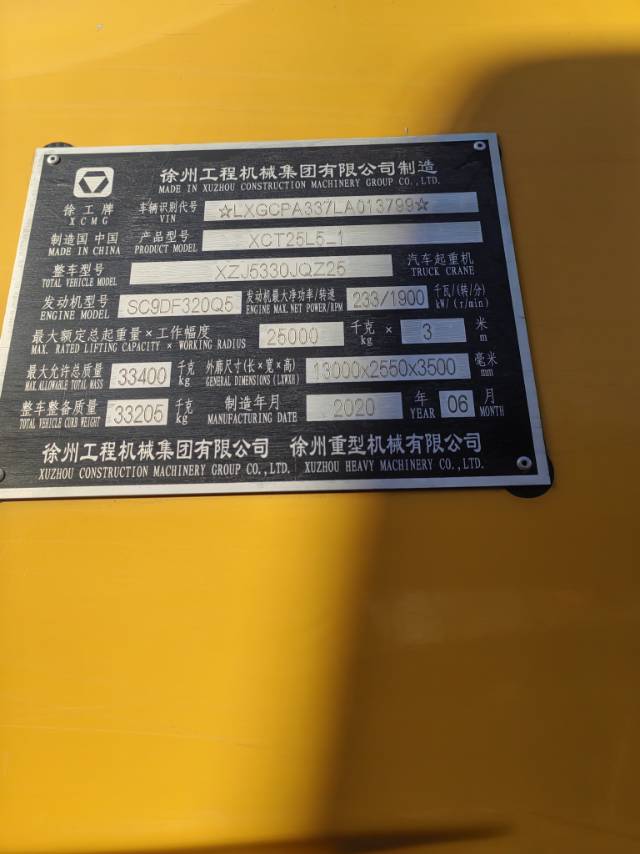 徐州工程机械集团有限公司制造
MADE IN XUZHOU CONSTRUCTION MACHINERY GROUP CO.,LTD.
徐工牌
XCMG
车辆识别代号
VIN
☆LXGCPA337LA013799☆
制造国 中国
MADE IN CHINA
产品型号
PRODUCT MODEL
XCT25L5_1
整车型号
TOTAL VEHICLE MODEL
XZJ5330JQZ25
汽车起重机
TRUCK CRANE
发动机型号
ENGINE MODEL
SC9DF320Q5
发动机最大净功率/转速
ENGINE MAX. NET POWER/RPM
233/1900
千瓦/(转/分)
kW/(r/min)
最大额定总起重量×工作幅度
MAX. RATED LIFTING CAPACITY × WORKING RADIUS
25000
千克
kg
×
3
米
m
最大允许总质量
MAX. ALLOWABLE TOTAL MASS
33400
千克
kg
外廓尺寸(长×宽×高)
GENERAL DIMENSIONS (LXWXH)
13000x2550x3500
毫米
mm
整车整备质量
TOTAL VEHICLE CURB WEIGHT
33205
千克
kg
制造年月
MANUFACTURING DATE
2020
年
YEAR
06
月
MONTH
徐州工程机械集团有限公司 徐州重型机械有限公司
XUZHOU CONSTRUCTION MACHINERY GROUP CO.,LTD. XUZHOU HEAVY MACHINERY CO.,LTD.